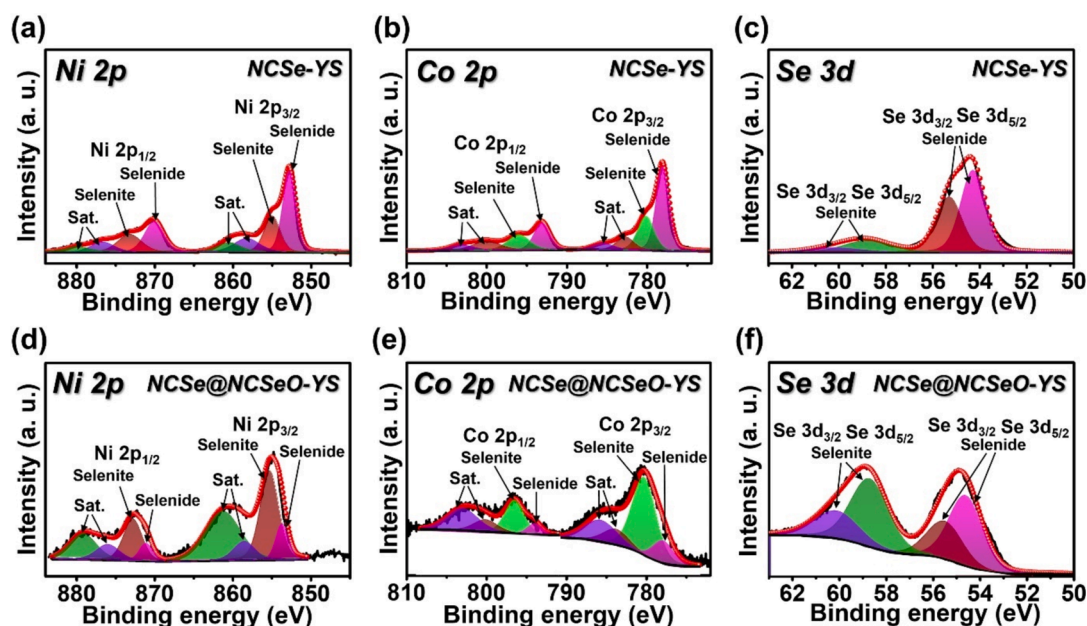 (a)
Ni 2p
NCSe-YS
Ni 2p3/2
Selenide
Selenite
Ni 2p1/2
Selenide
Selenite
Sat.
Sat.
Intensity (a. u.)
880 870 860 850
Binding energy (eV)
(b)
Co 2p
NCSe-YS
Co 2p3/2
Selenide
Co 2p1/2
Selenide
Selenite
Selenite
Sat.
Sat.
Intensity (a. u.)
810 800 790 780
Binding energy (eV)
(c)
Se 3d
NCSe-YS
Se 3d3/2 Se 3d5/2
Selenide
Se 3d3/2 Se 3d5/2
Selenite
Intensity (a. u.)
62 60 58 56 54 52 50
Binding energy (eV)
(d)
Ni 2p
NCSe@NCSeO-YS
Ni 2p3/2
Selenite
Selenide
Ni 2p1/2
Selenite
Selenide
Sat.
Sat.
Intensity (a. u.)
880 870 860 850
Binding energy (eV)
(e)
Co 2p
NCSe@NCSeO-YS
Co 2p1/2
Selenite
Selenide
Co 2p3/2
Selenite
Selenide
Sat.
Sat.
Intensity (a. u.)
810 800 790 780
Binding energy (eV)
(f)
Se 3d
NCSe@NCSeO-YS
Se 3d3/2 Se 3d5/2
Selenite
Se 3d3/2 Se 3d5/2
Selenide
Intensity (a. u.)
62 60 58 56 54 52 50
Binding energy (eV)